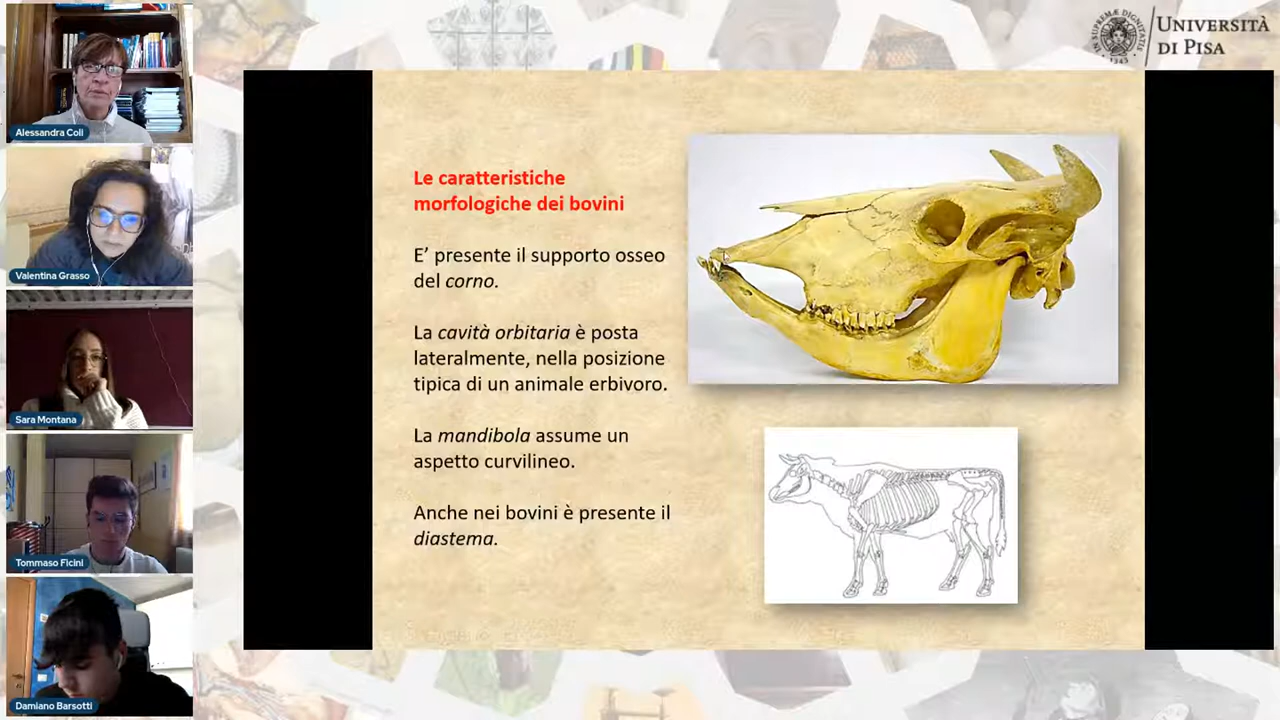 UNIVERSITÀ
DI PISA
Alessandra Coli
Valentina Grasso
Sara Montana
Tommaso Ficini
Damiano Barsotti
Le caratteristiche
morfologiche dei bovini
E’ presente il supporto osseo
del corno.
La cavità orbitaria è posta
lateralmente, nella posizione
tipica di un animale erbivoro.
La mandibola assume un
aspetto curvilineo.
Anche nei bovini è presente il
diastema.